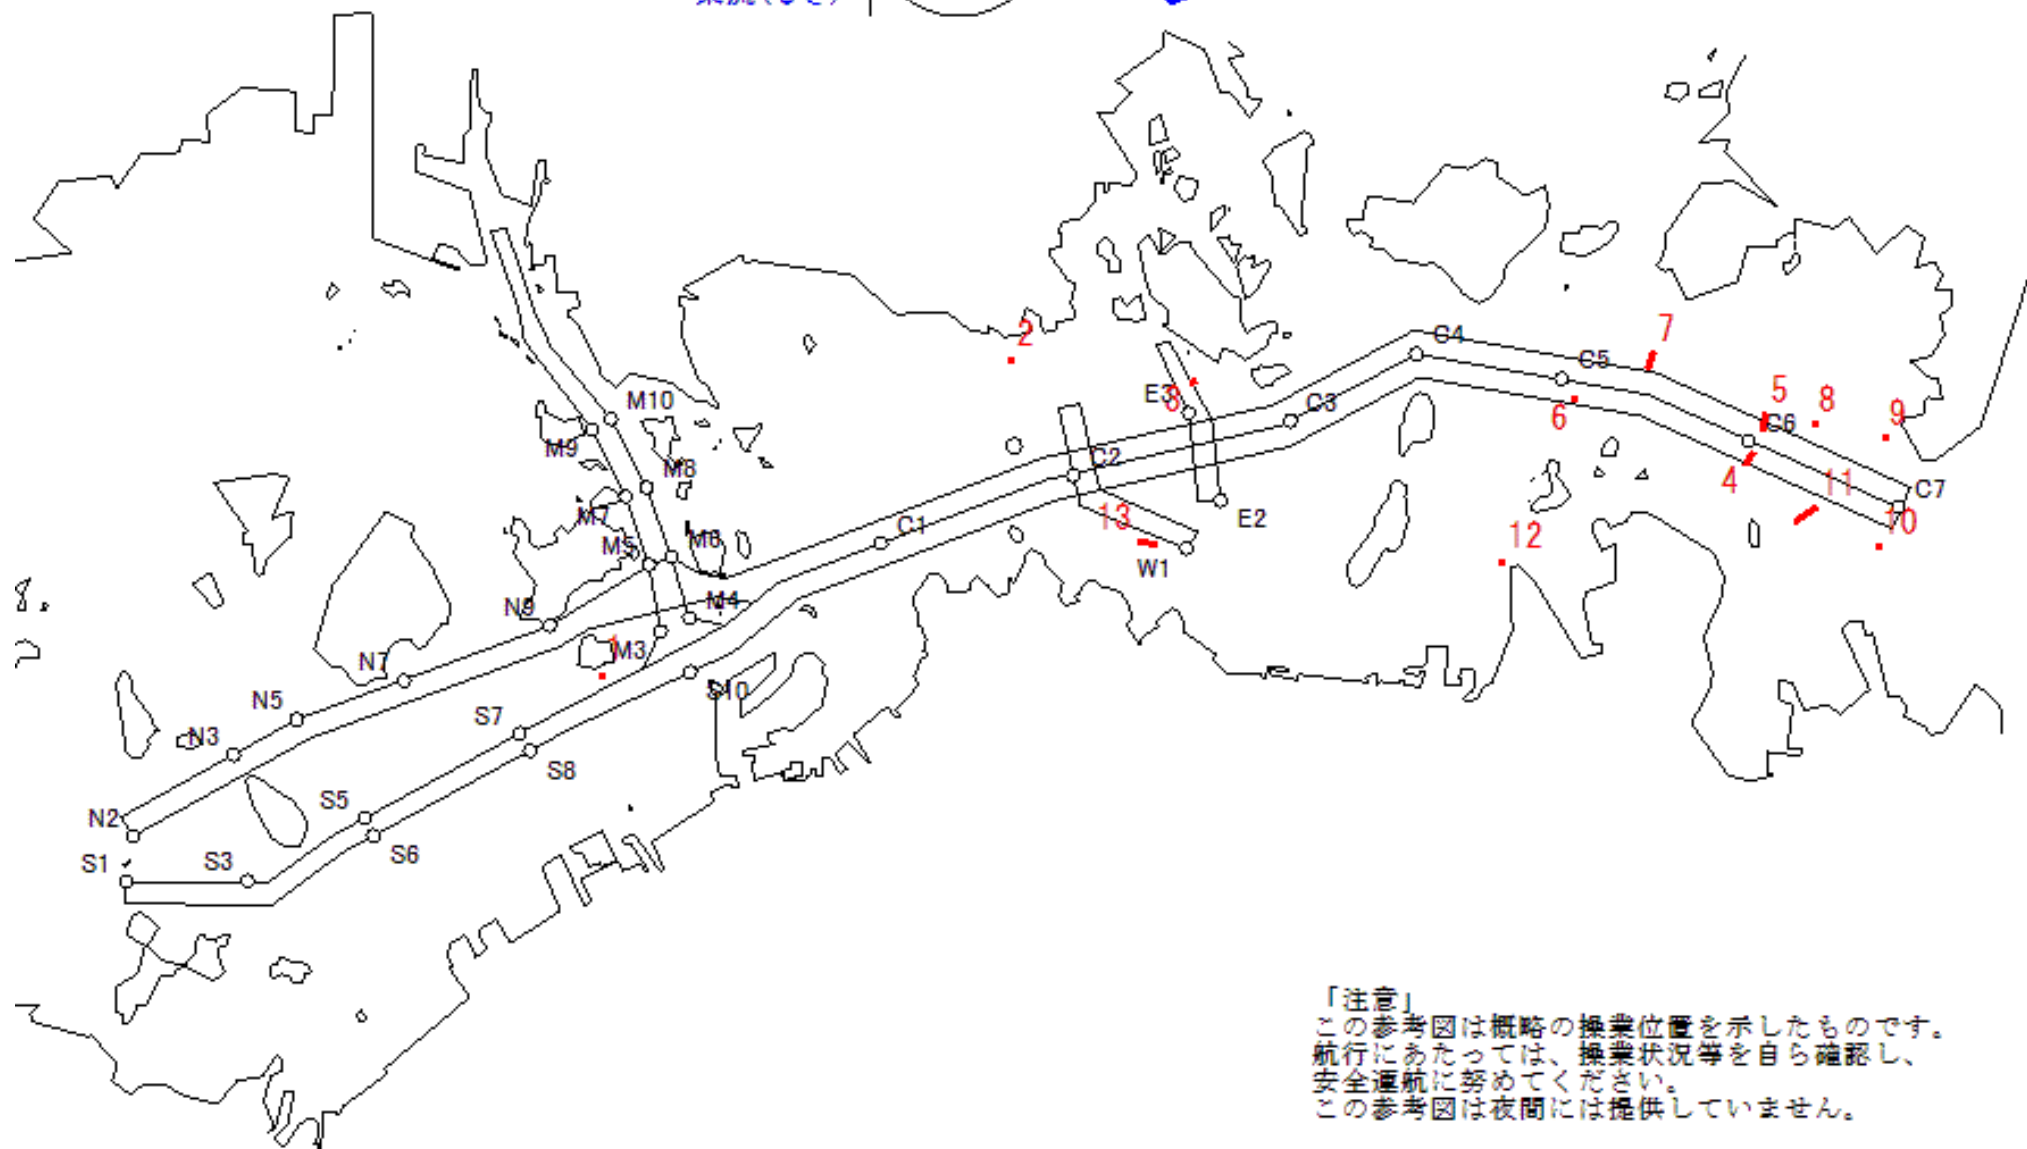 2
7
C4
C5
E3
3
M10
C3
6
5
C6
8
9
M9
M8
C2
4
11
C7
M7
13
E2
10
C1
M5
M6
12
W1
N9
M4
1
M3
N7
S10
N5
S7
N3
S8
N2
S5
S1
S3
S6
「注意」
この参考図は概略の操業位置を示したものです。
航行にあたっては、操業状況等を自ら確認し、
安全運航に努めてください。
この参考図は夜間には提供していません。